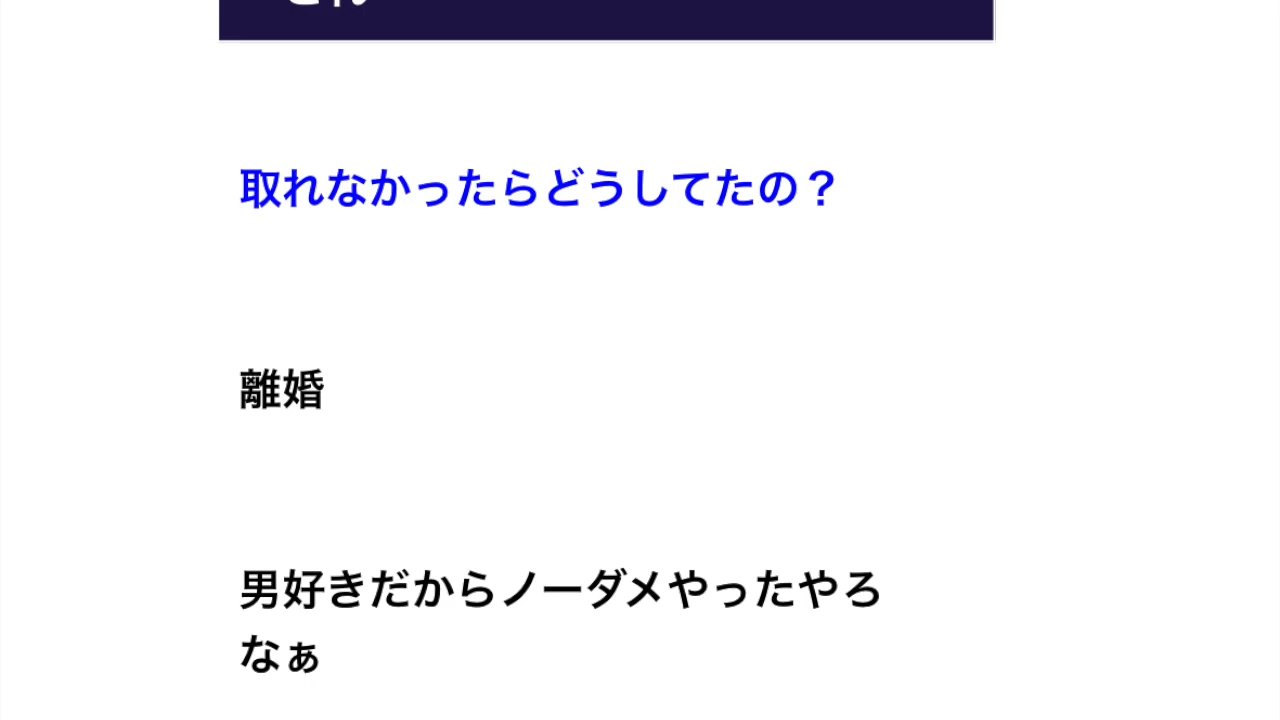 取れなかったらどうしてたの？
離婚
男好きだからノーダメやったやろ
なぁ